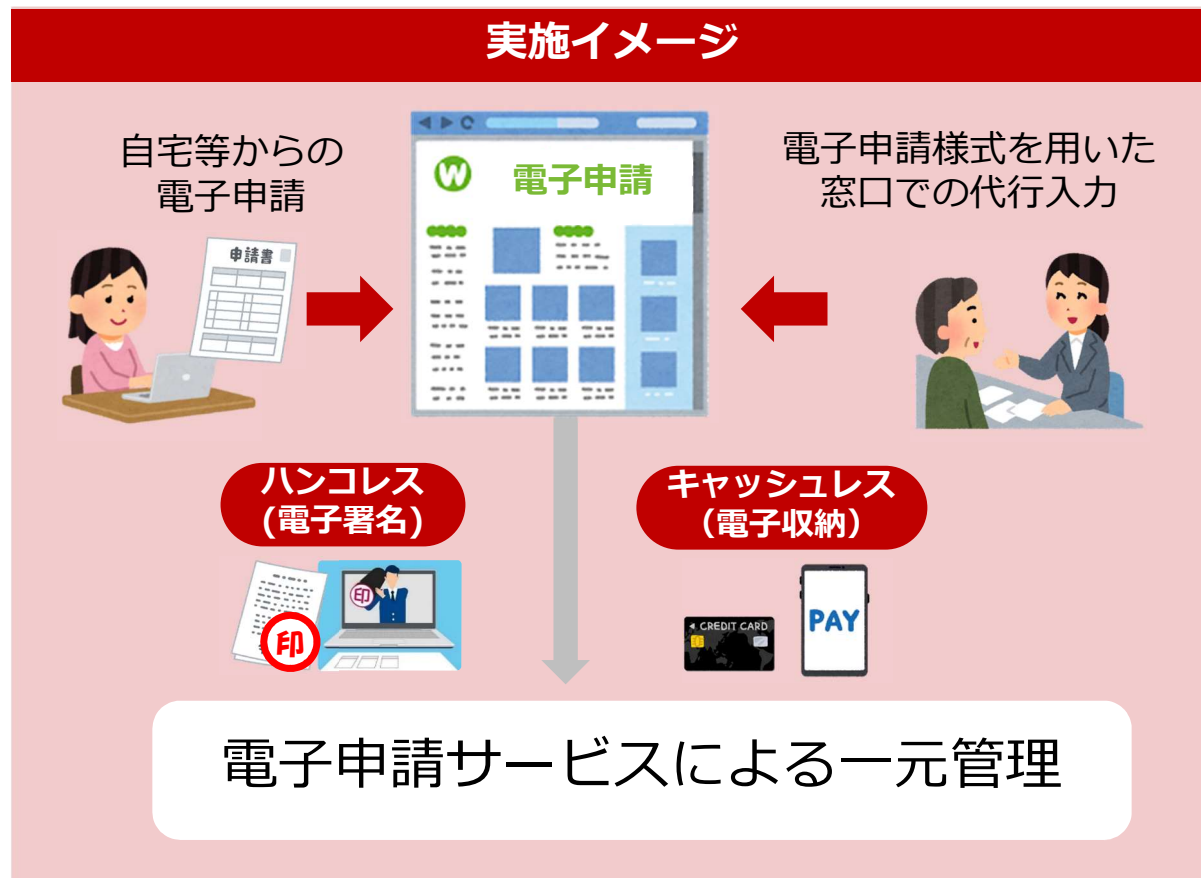 実施イメージ
自宅等からの
電子申請
電子申請様式を用いた
窓口での代行入力
W
電子申請
申請書
ハンコレス
(電子署名)
キャッシュレス
（電子収納）
印
印
CREDIT CARD
PAY
電子申請サービスによる一元管理